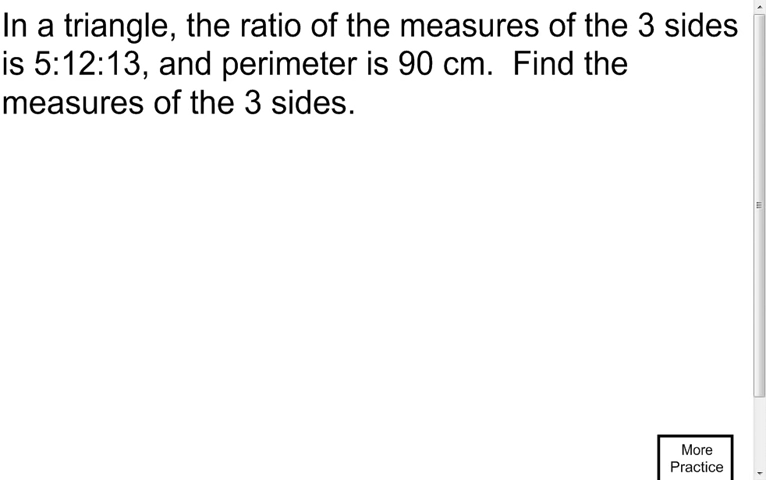 In a triangle, the ratio of the measures of the 3 sides
is 5:12:13, and perimeter is 90 cm.  Find the
measures of the 3 sides.
More
Practice